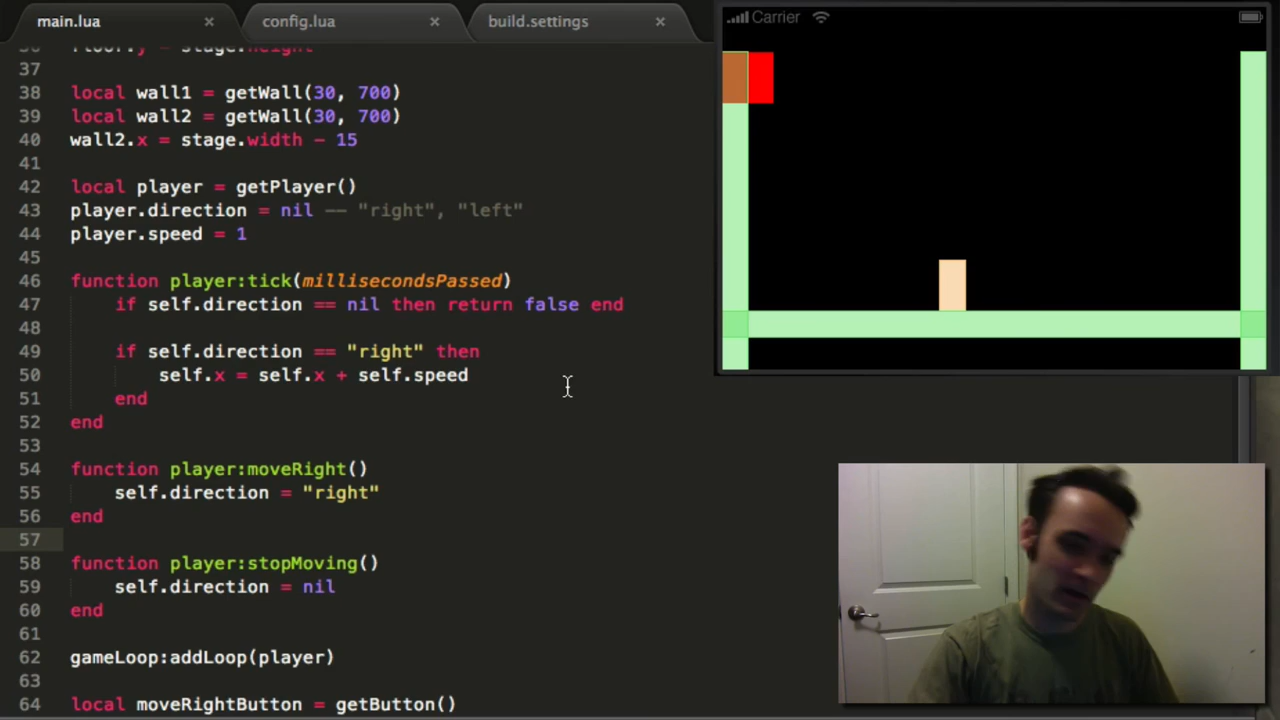 main.lua × config.lua × build.settings ×
Carrier
36 floor.y = stage.height
37
38 local wall1 = getWall(30, 700)
39 local wall2 = getWall(30, 700)
40 wall2.x = stage.width - 15
41
42 local player = getPlayer()
43 player.direction = nil -- "right", "left"
44 player.speed = 1
45
46 function player:tick(millisecondsPassed)
47 if self.direction == nil then return false end
48
49 if self.direction == "right" then
50 self.x = self.x + self.speed
51 end
52 end
53
54 function player:moveRight()
55 self.direction = "right"
56 end
57
58 function player:stopMoving()
59 self.direction = nil
60 end
61
62 gameLoop:addLoop(player)
63
64 local moveRightButton = getButton()